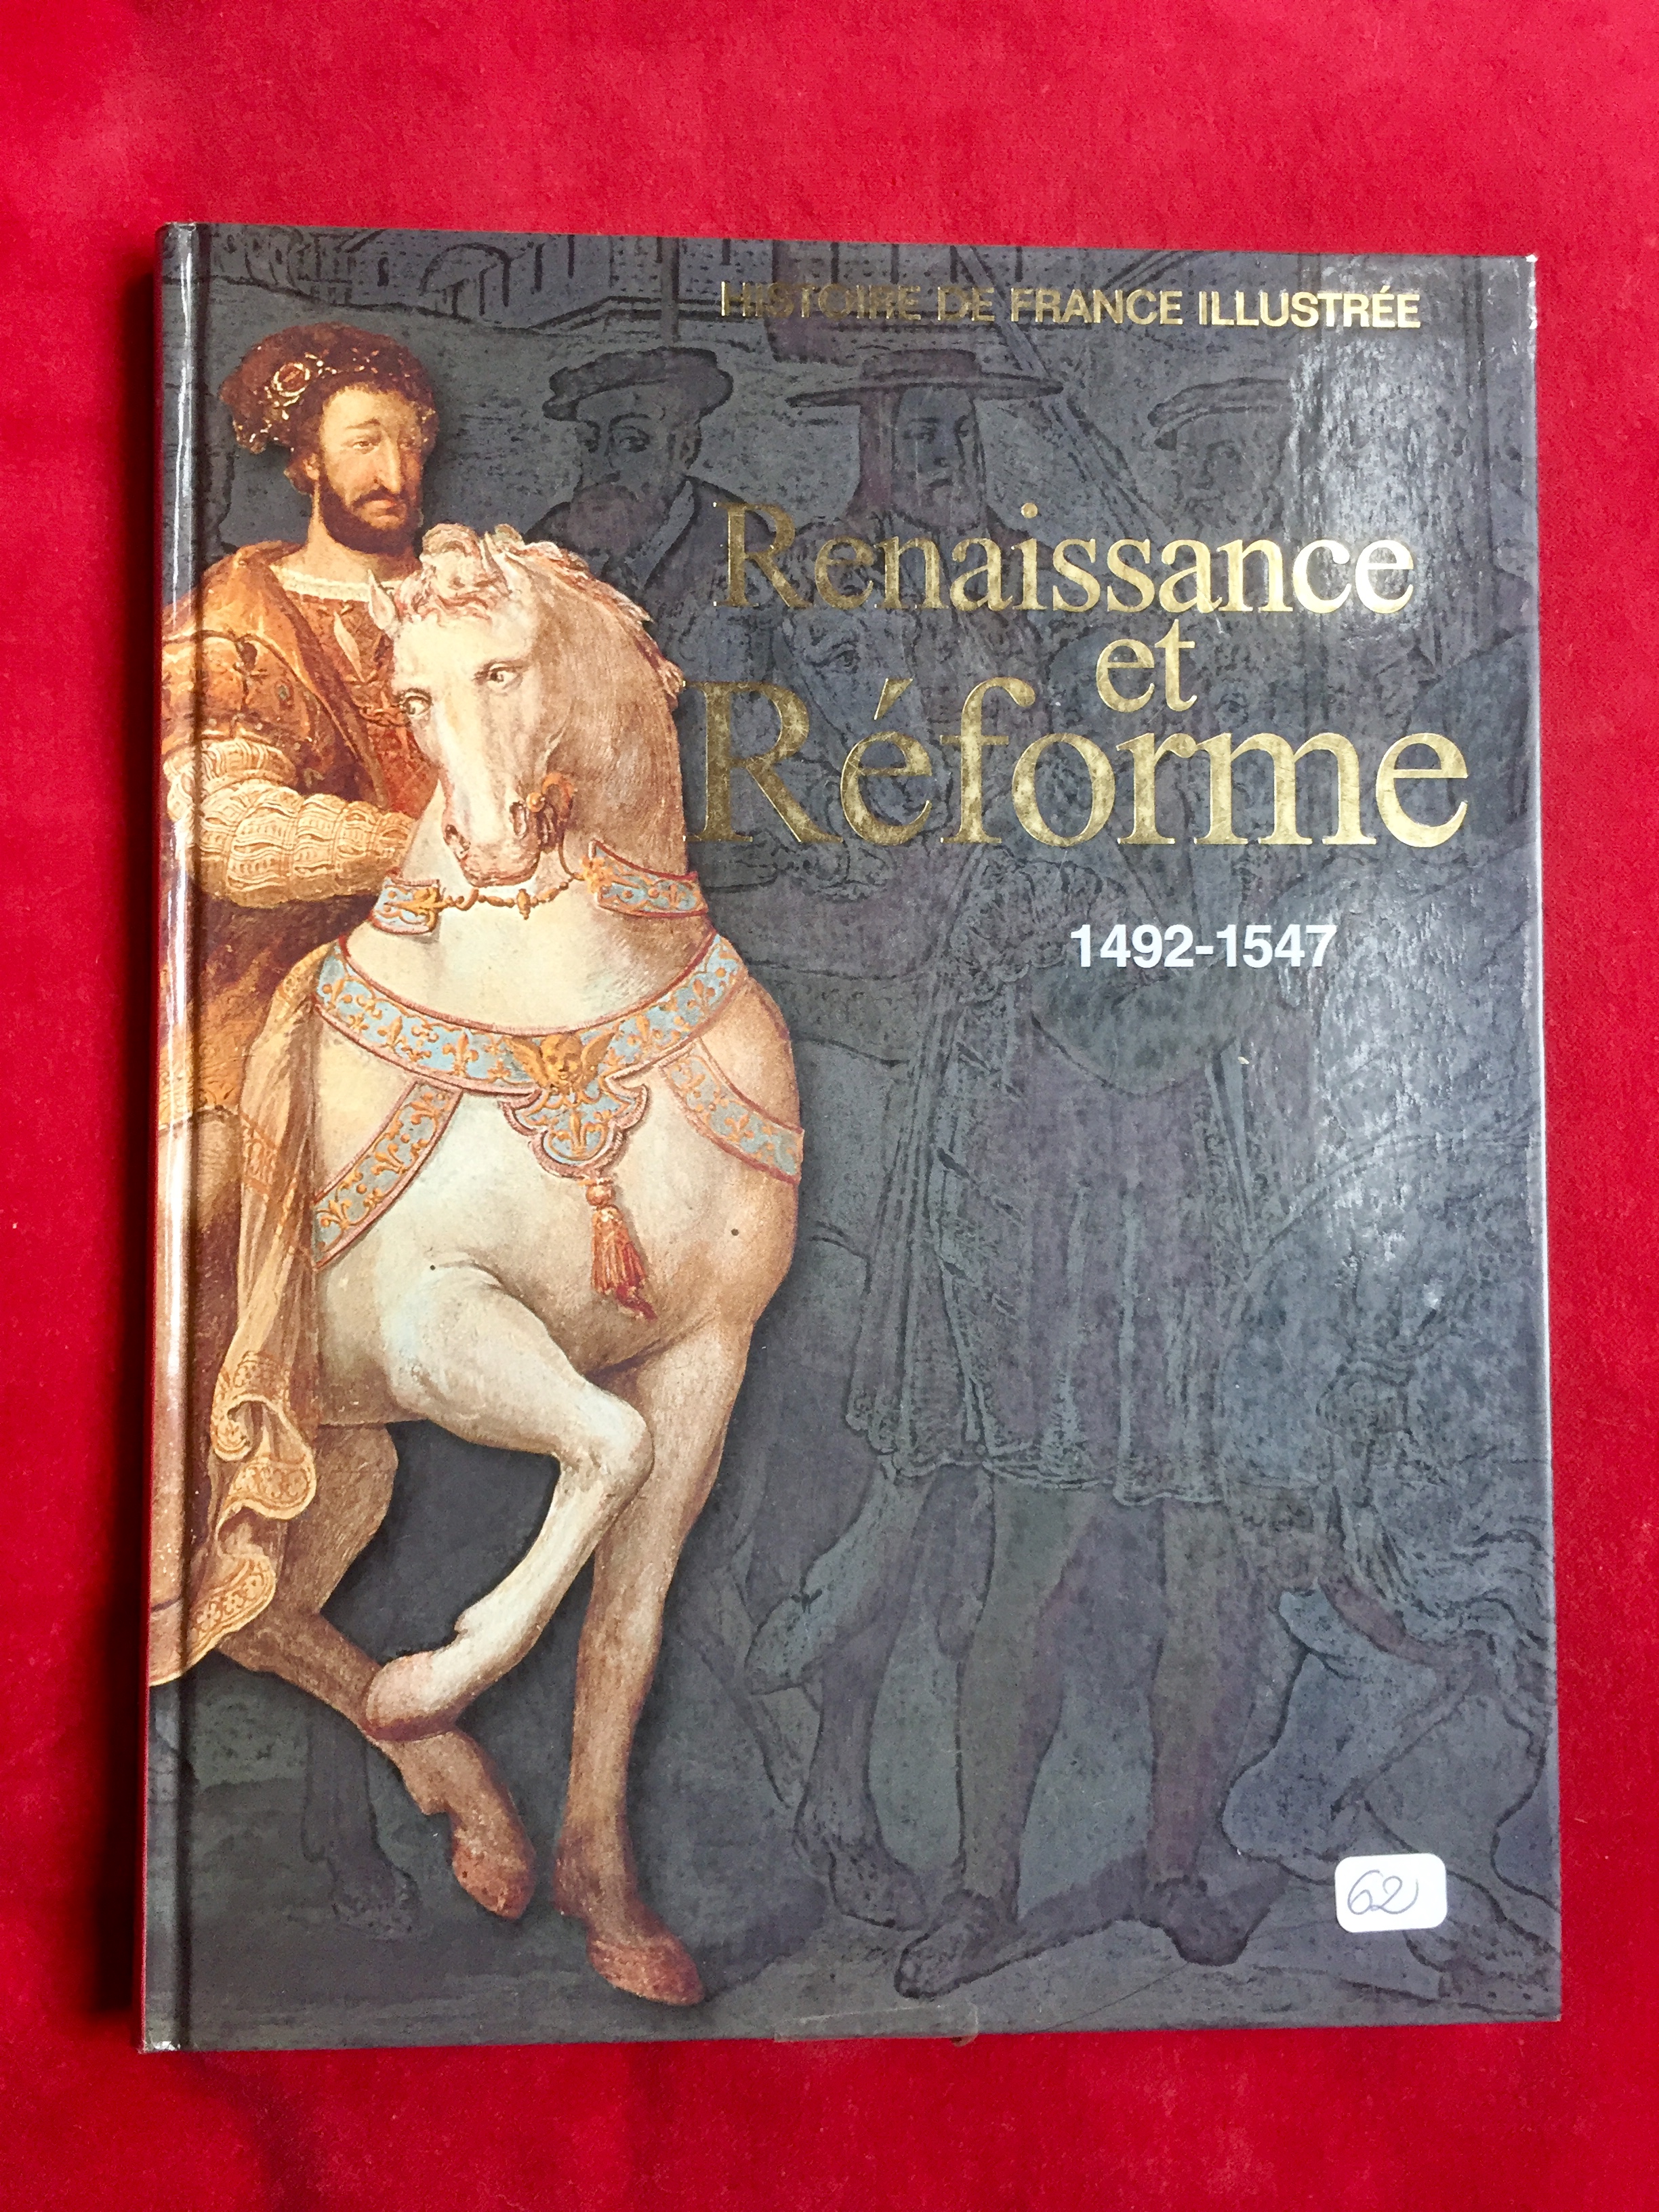 HISTOIRE DE FRANCE ILLUSTRÉE
Renaissance
et
Réforme
1492-1547
62